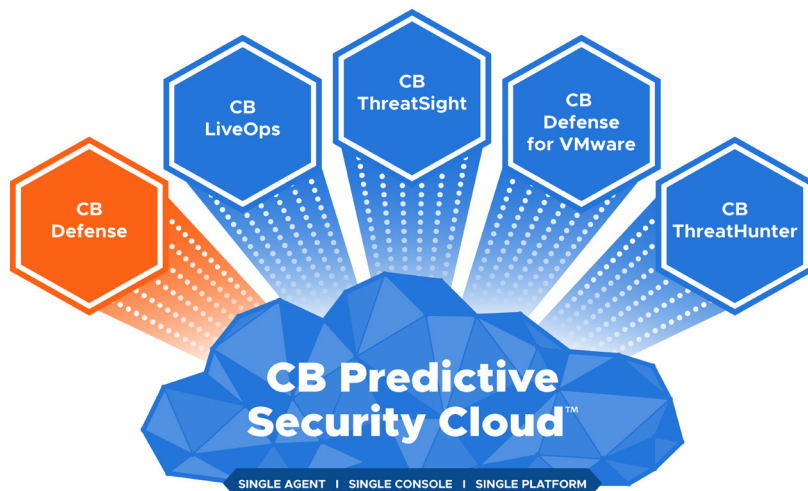 CB
Defense
CB
LiveOps
CB
ThreatSight
CB
Defense
for VMware
CB
ThreatHunter
CB Predictive
Security Cloud™
SINGLE AGENT I SINGLE CONSOLE I SINGLE PLATFORM